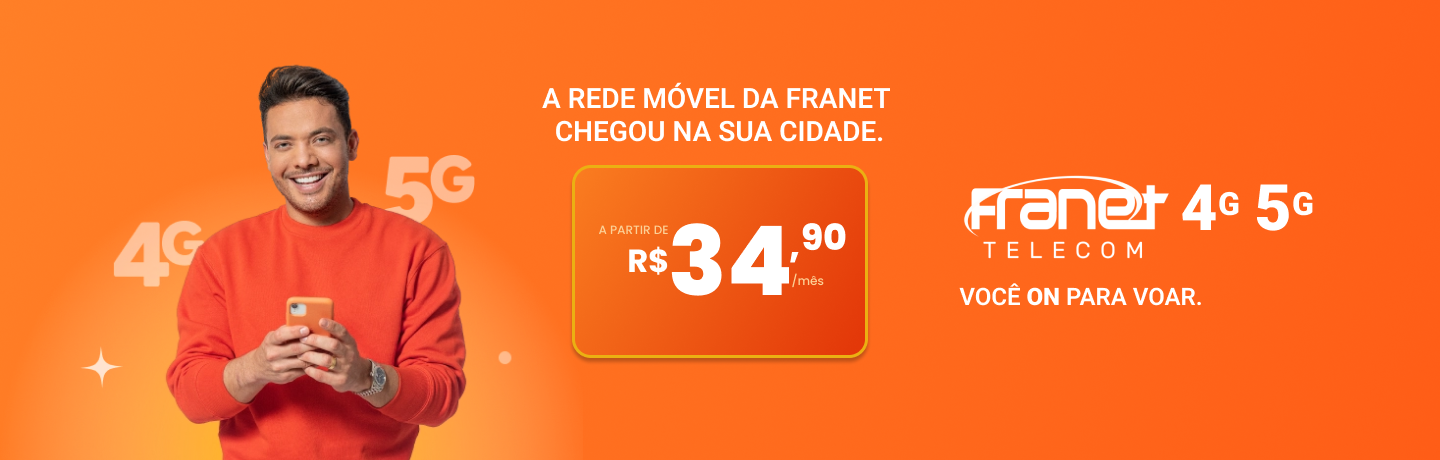 4G
5G
A REDE MÓVEL DA FRANET
CHEGOU NA SUA CIDADE.
A PARTIR DE
R$34,90
/mês
Franet 4G 5G
TELECOM
VOCÊ ON PARA VOAR.